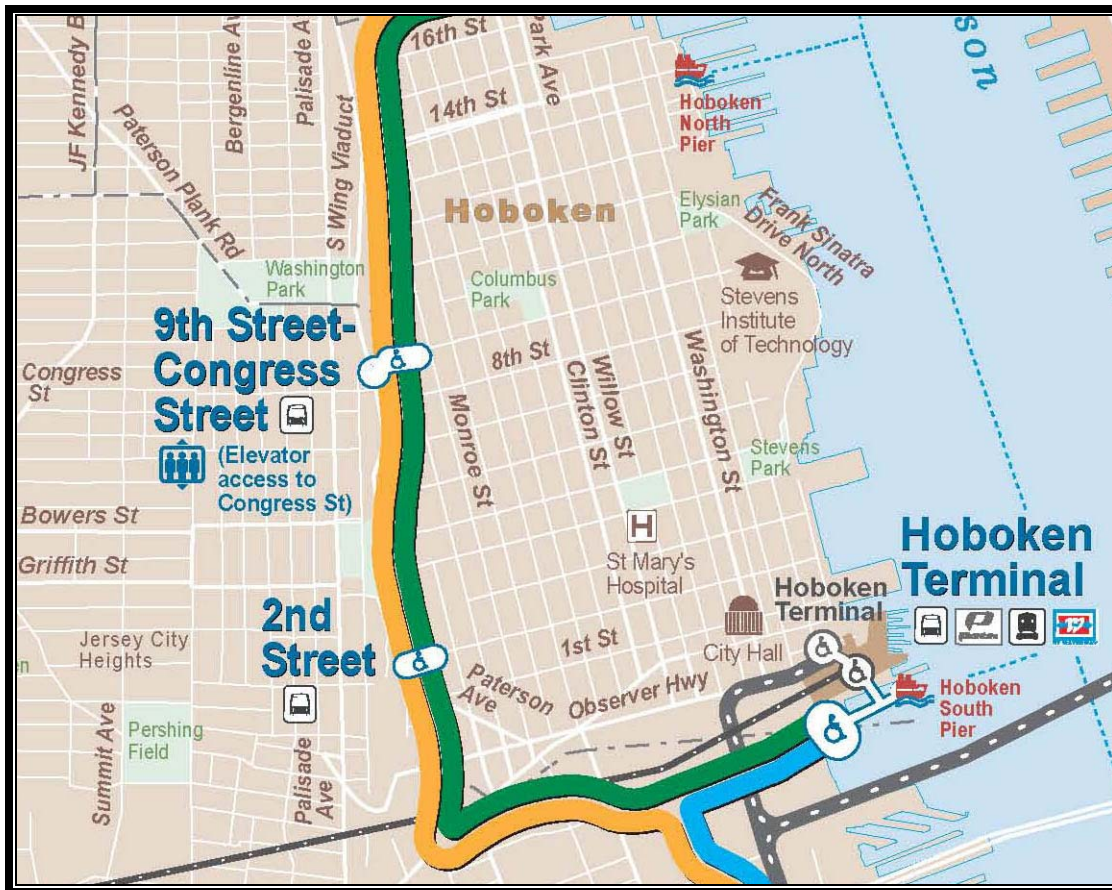 JF Kennedy B
Bergenline Av
Palisade A
16th St
Park Ave
son
14th St
Paterson Plank Rd
S Wing Viaduct
Hoboken
North
Pier
Elysian
Park
Frank Sinatra
Drive North
Hoboken
Washington
Park
Columbus
Park
Stevens
Institute
of Technology
9th Street-
Congress
Street
(Elevator
access to
Congress St)
Congress
St
8th St
Willow St
Clinton St
Washington St
Monroe St
Stevens
Park
Bowers St
Griffith St
H
St Mary's
Hospital
Hoboken
Terminal
Hoboken
Terminal
2nd
Street
Jersey City
Heights
en
1st St
City Hall
Paterson
Ave
Observer Hwy
Hoboken
South
Pier
Pershing
Field
Summit Ave
Palisade
Ave